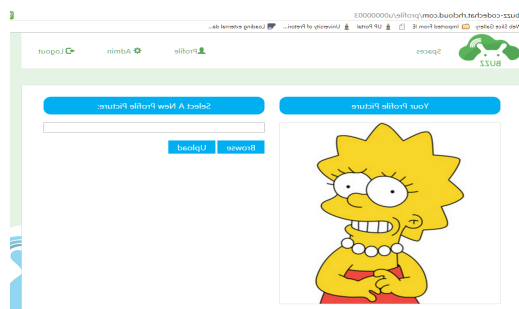 buzz-codechat.rhcloud.com/profile/u00000003
Web Slice Gallery Imported From IE UP Portal University of Pretori... Loading external da...
BUZZ
Spaces Profile Admin Logout
Your Profile Picture
Select A New Profile Picture:
Browse Upload